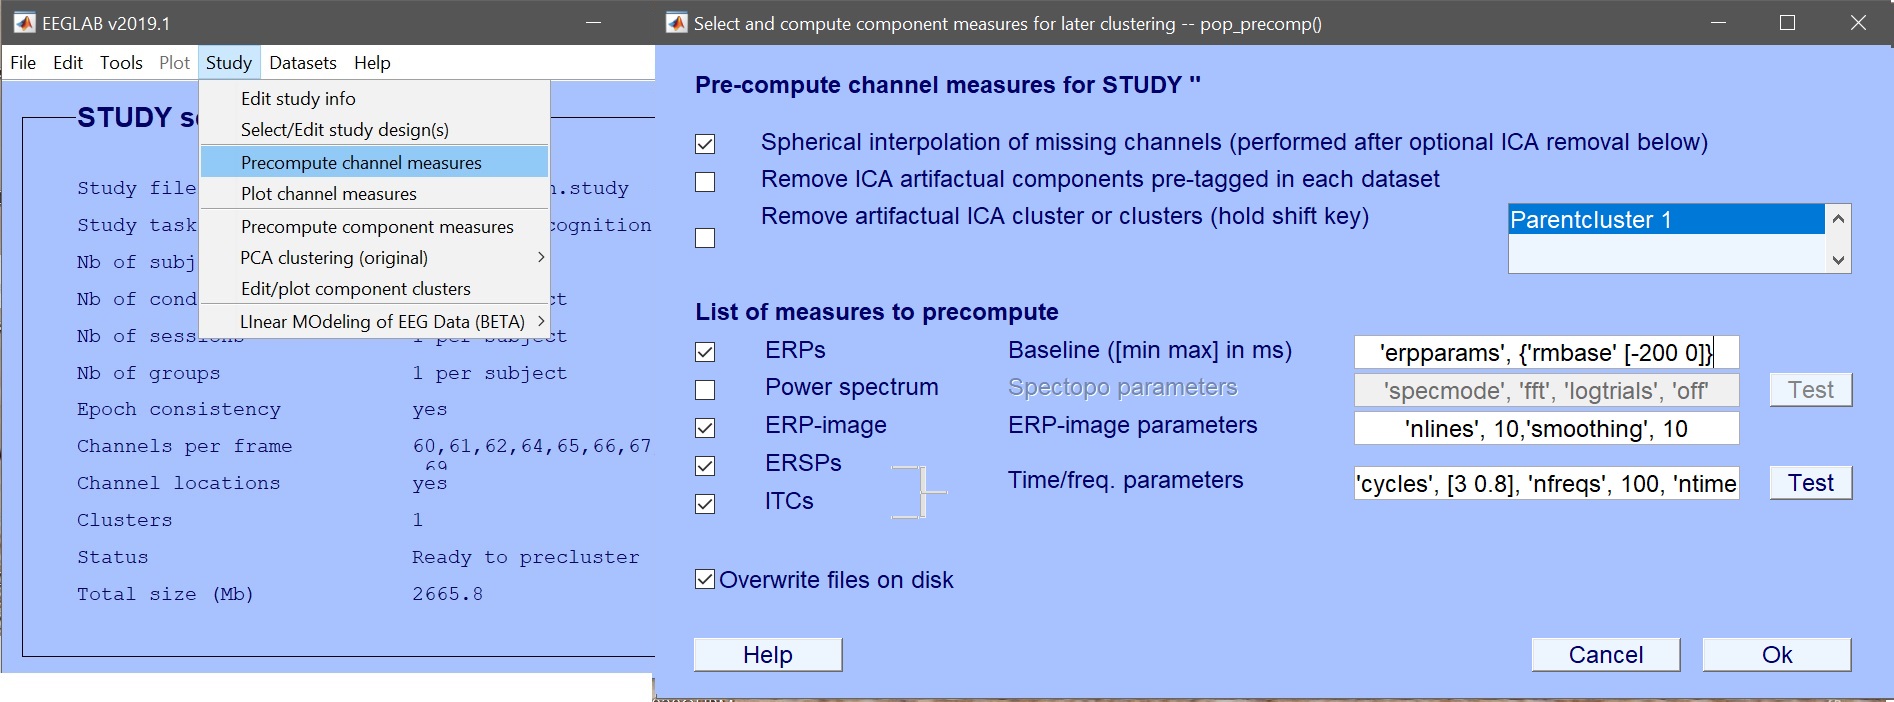 EEGLAB v2019.1
File Edit Tools Plot Study Datasets Help
Edit study info
Select/Edit study design(s)
Precompute channel measures
Plot channel measures
Precompute component measures
PCA clustering (original)
Edit/plot component clusters
LInear MOdeling of EEG Data (BETA)
STUDY s
Study file n.study
Study task cognition
Nb of subj
Nb of cond ct
Nb of sessions 1 per subject
Nb of groups 1 per subject
Epoch consistency yes
Channels per frame 60,61,62,64,65,66,67
69
Channel locations yes
Clusters 1
Status Ready to precluster
Total size (Mb) 2665.8
Select and compute component measures for later clustering -- pop_precomp()
Pre-compute channel measures for STUDY ''
Spherical interpolation of missing channels (performed after optional ICA removal below)
Remove ICA artifactual components pre-tagged in each dataset
Remove artifactual ICA cluster or clusters (hold shift key)
Parentcluster 1
List of measures to precompute
ERPs Baseline ([min max] in ms) 'erpparams', {'rmbase' [-200 0]}
Power spectrum Spectopo parameters 'specmode', 'fft', 'logtrials', 'off' Test
ERP-image ERP-image parameters 'nlines', 10,'smoothing', 10
ERSPs
ITCs
Time/freq. parameters 'cycles', [3 0.8], 'nfreqs', 100, 'ntime Test
Overwrite files on disk
Help Cancel Ok